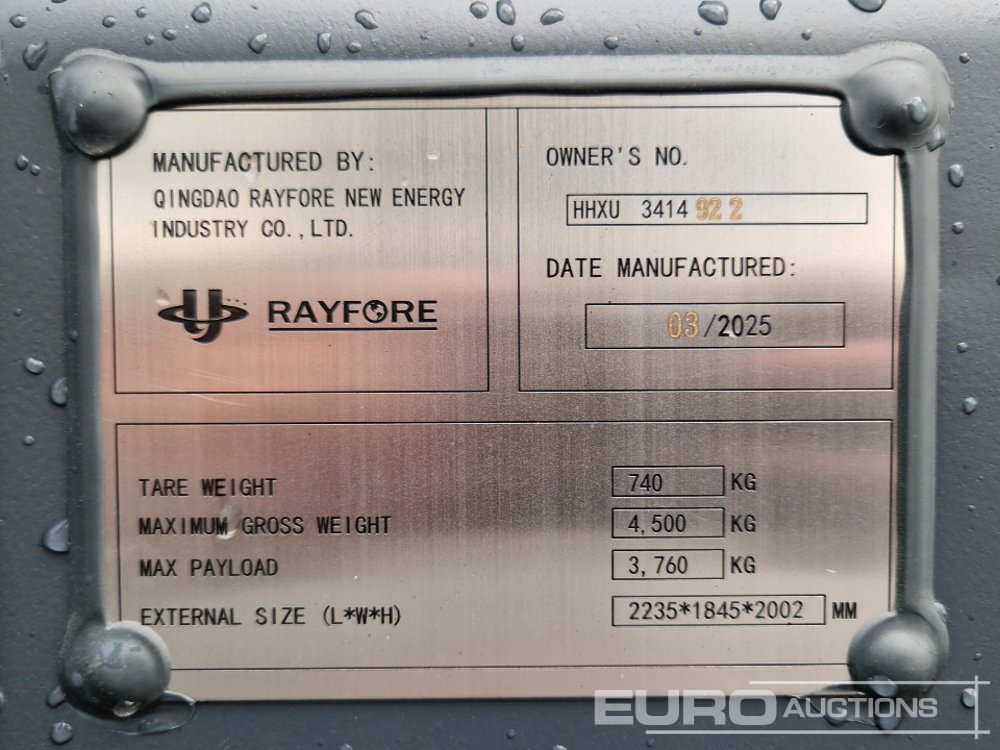 MANUFACTURED BY:
QINGDAO RAYFORE NEW ENERGY
INDUSTRY CO.,LTD.
RAYFORE
OWNER'S NO.
HHXU 3414 92 2
DATE MANUFACTURED:
03/2025
TARE WEIGHT 740 KG
MAXIMUM GROSS WEIGHT 4,500 KG
MAX PAYLOAD 3,760 KG
EXTERNAL SIZE (L*W*H) 2235*1845*2002 MM
EURO AUCTIONS